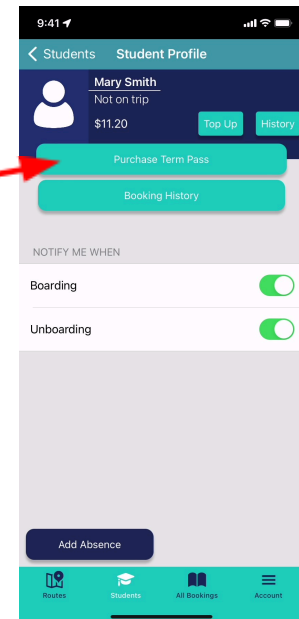 9:41
Students Student Profile
Mary Smith
Not on trip
$11.20 Top Up History
Purchase Term Pass
Booking History
NOTIFY ME WHEN
Boarding
Unboarding
Add Absence
Routes Students All Bookings Account